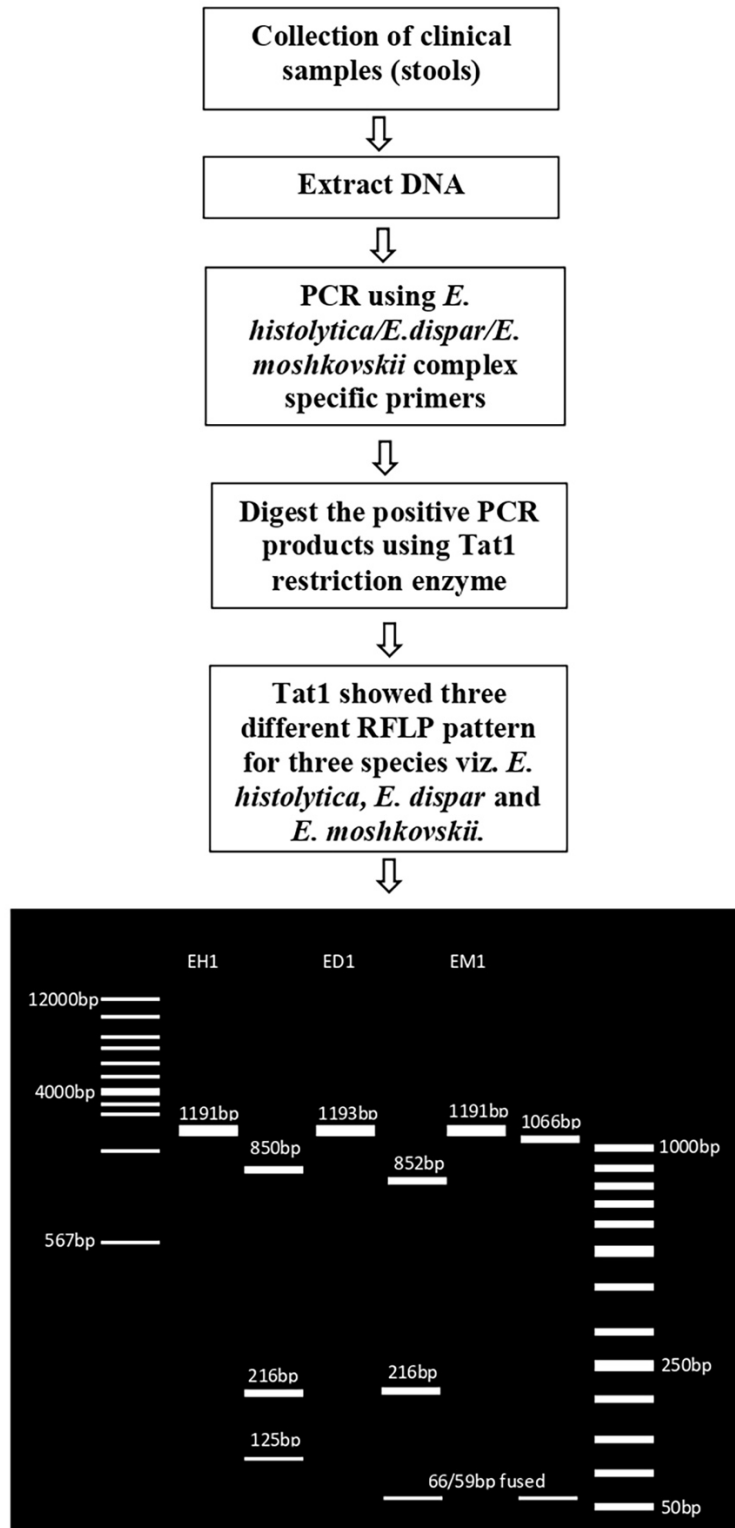 Collection of clinical
samples (stools)
Extract DNA
PCR using E.
histolytica/E.dispar/E.
moshkovskii complex
specific primers
Digest the positive PCR
products using Tat1
restriction enzyme
Tat1 showed three
different RFLP pattern
for three species viz. E.
histolytica, E. dispar and
E. moshkovskii.
EH1 ED1 EM1
12000bp
4000bp
1191bp 1193bp 1191bp 1066bp
850bp 852bp 1000bp
567bp
250bp
216bp 216bp
125bp
66/59bp fused
50bp